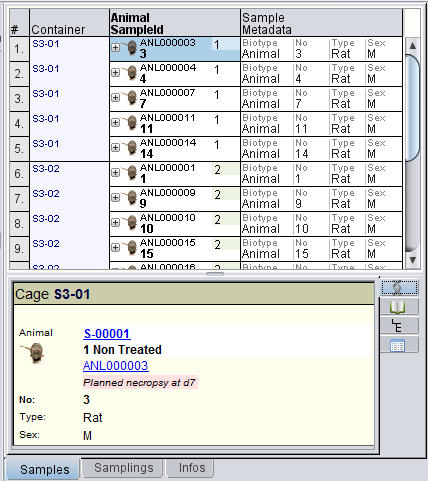 # Container Animal SampleId Sample Metadata
1. S3-01 ANL000003 3 1 Biotype Animal No 3 Type Rat Sex M
2. S3-01 ANL000004 4 1 Biotype Animal No 4 Type Rat Sex M
3. S3-01 ANL000007 7 1 Biotype Animal No 7 Type Rat Sex M
4. S3-01 ANL000011 11 1 Biotype Animal No 11 Type Rat Sex M
5. S3-01 ANL000014 14 1 Biotype Animal No 14 Type Rat Sex M
6. S3-02 ANL000001 1 2 Biotype Animal No 1 Type Rat Sex M
7. S3-02 ANL000009 9 2 Biotype Animal No 9 Type Rat Sex M
8. S3-02 ANL000010 10 2 Biotype Animal No 10 Type Rat Sex M
9. S3-02 ANL000015 15 2 Biotype Animal No 15 Type Rat Sex M
S3-02 ANL000016 2 Biotype No Type Sex
Cage S3-01
Animal S-00001
1 Non Treated
ANL000003
Planned necropsy at d7
No: 3
Type: Rat
Sex: M
Samples Samplings Infos